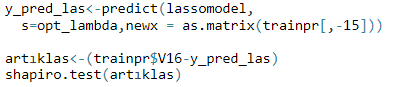 y_pred_las<-predict(lassomodel,
s=opt_lambda,newx = as.matrix(trainpr[,-15]))
artıklas<-(trainpr$V16-y_pred_las)
shapiro.test(artıklas)